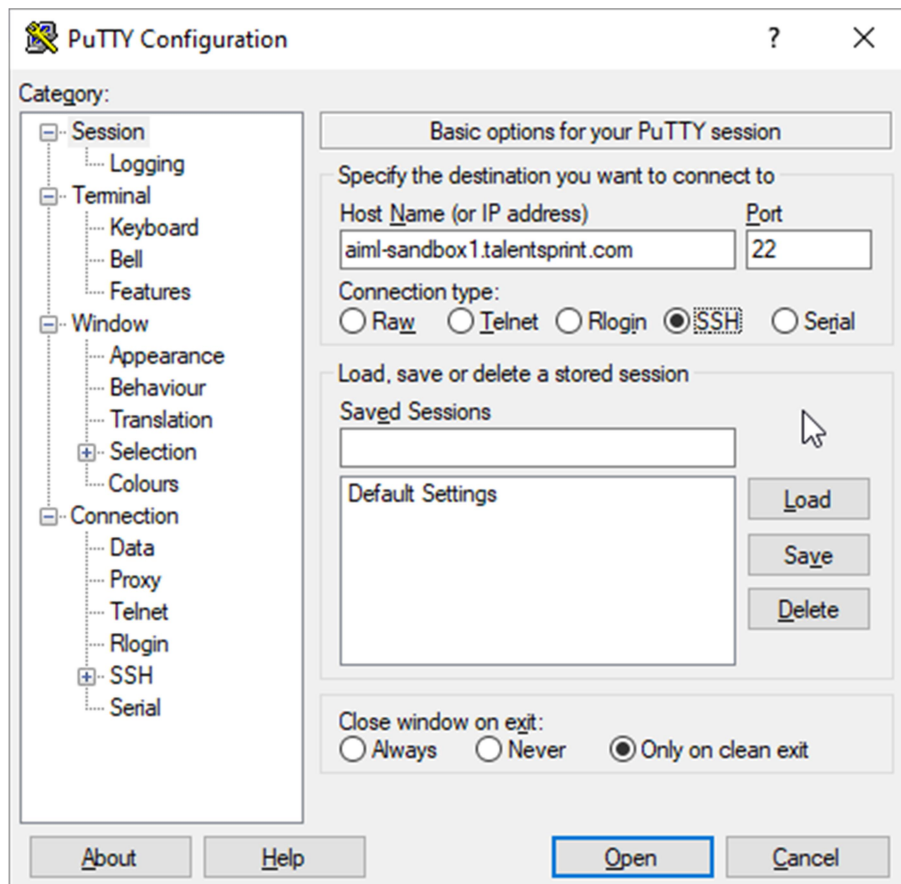 PuTTY Configuration
?
Category:
Session
Logging
Terminal
Keyboard
Bell
Features
Window
Appearance
Behaviour
Translation
Selection
Colours
Connection
Data
Proxy
Telnet
Rlogin
SSH
Serial
Basic options for your PuTTY session
Specify the destination you want to connect to
Host Name (or IP address) Port
aiml-sandbox1.talentsprint.com 22
Connection type:
Raw Telnet Rlogin SSH Serial
Load, save or delete a stored session
Saved Sessions
Default Settings
Load
Save
Delete
Close window on exit:
Always Never Only on clean exit
About Help Open Cancel